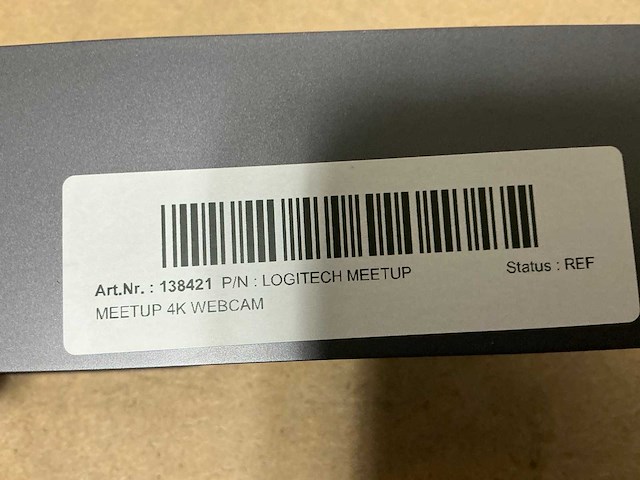 Art.Nr. : 138421 P/N : LOGITECH MEETUP Status : REF
MEETUP 4K WEBCAM